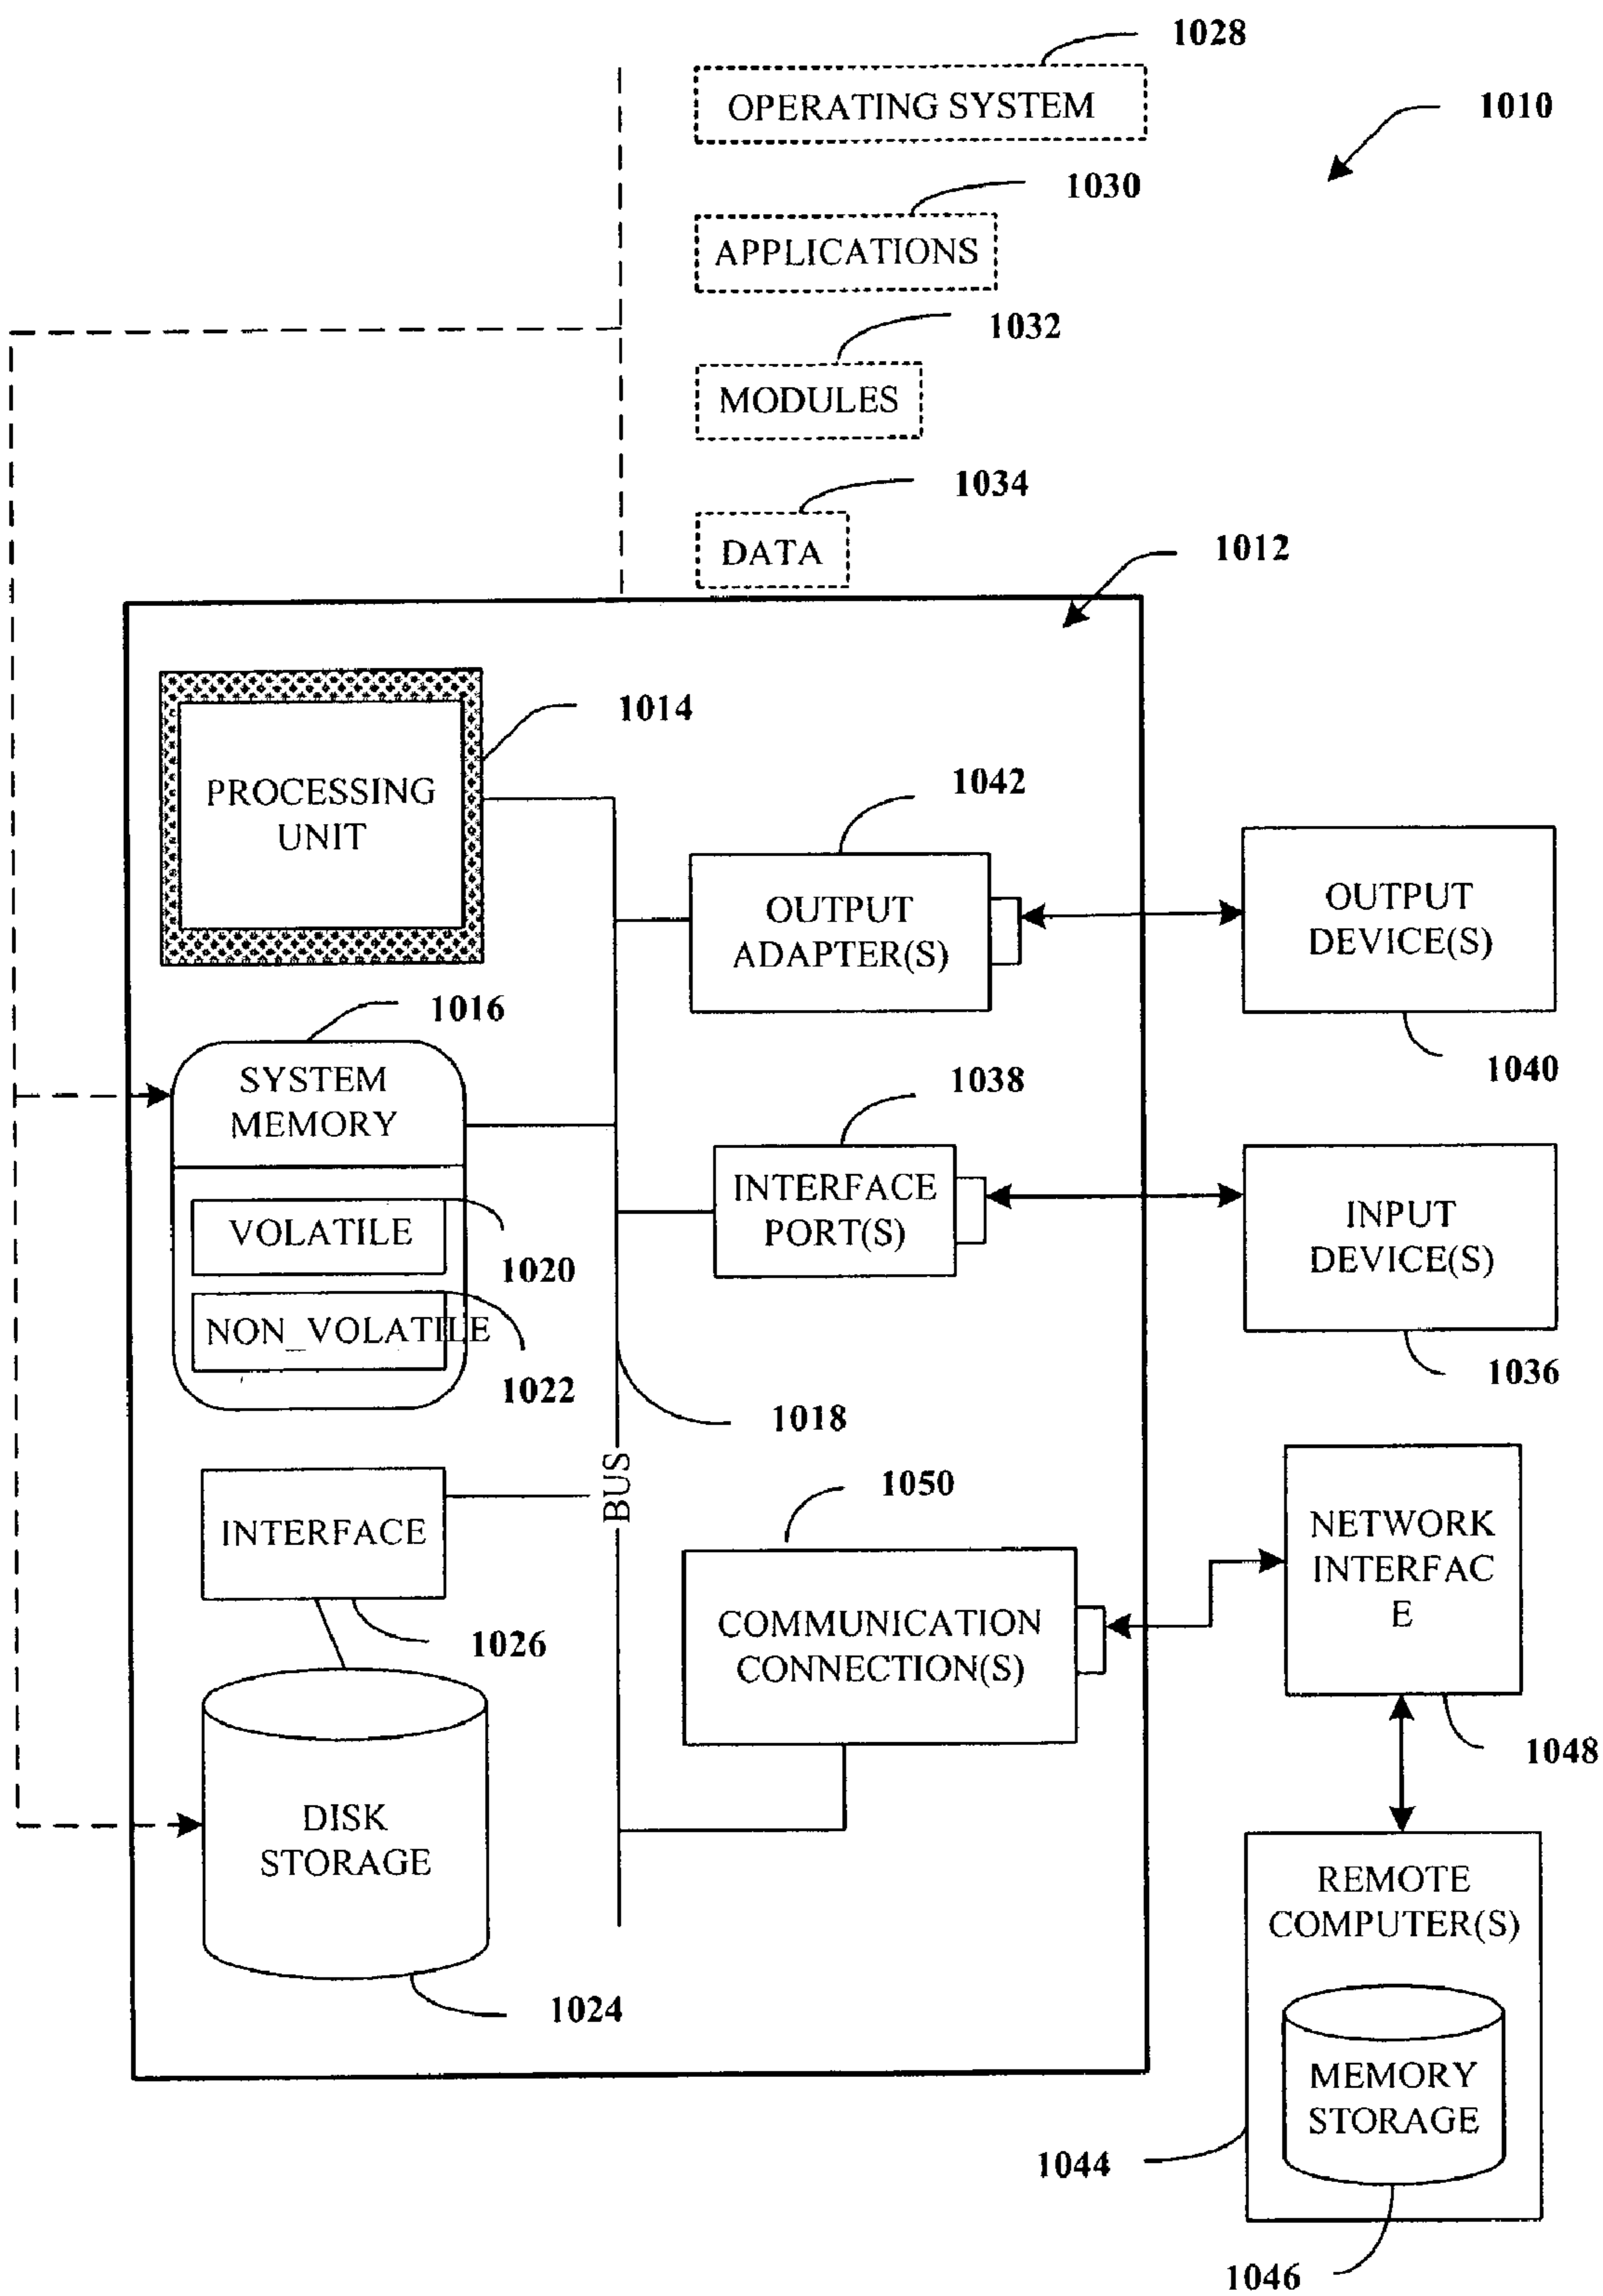 1028
OPERATING SYSTEM
1010
1030
APPLICATIONS
1032
MODULES
1034
DATA
1012
1014
PROCESSING
UNIT
1042
OUTPUT
ADAPTER(S)
OUTPUT
DEVICE(S)
1040
1016
SYSTEM
MEMORY
1038
INTERFACE
PORT(S)
INPUT
DEVICE(S)
1036
VOLATILE
1020
NON_VOLATILE
1022
1018
BUS
INTERFACE
1026
1050
COMMUNICATION
CONNECTION(S)
NETWORK
INTERFAC
E
1048
DISK
STORAGE
1024
REMOTE
COMPUTER(S)
MEMORY
STORAGE
1044
1046